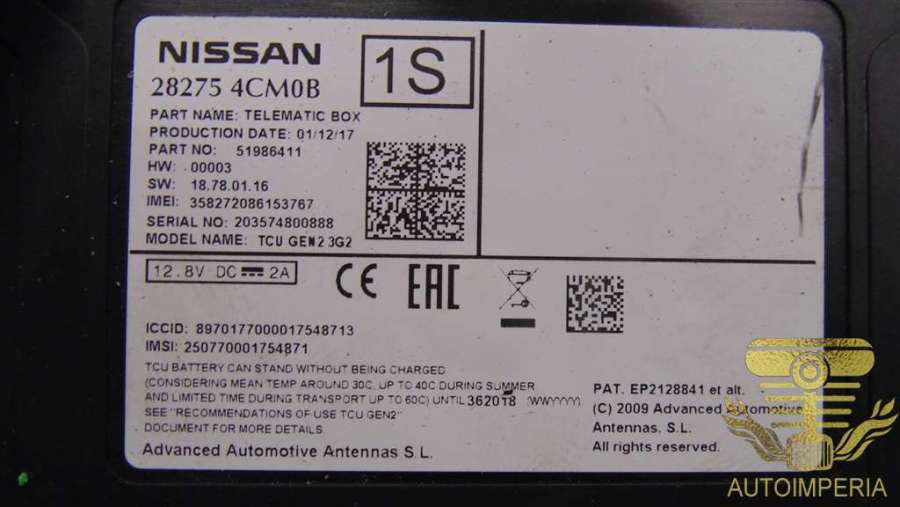 NISSAN
28275 4CM0B
1S
PART NAME: TELEMATIC BOX
PRODUCTION DATE: 01/12/17
PART NO: 51986411
HW: 00003
SW: 18.78.01.16
IMEI: 358272086153767
SERIAL NO: 203574800888
MODEL NAME: TCU GEN2 3G2
12.8V DC 2A
CE EAC
ICCID: 8970177000017548713
IMSI: 250770001754871
TCU BATTERY CAN STAND WITHOUT BEING CHARGED
(CONSIDERING MEAN TEMP AROUND 30C, UP TO 40C DURING SUMMER
AND LIMITED TIME DURING TRANSPORT UP TO 60C) UNTIL 362018 (WWYYYY)
SEE "RECOMMENDATIONS OF USE TCU GEN2"
DOCUMENT FOR MORE DETAILS
Advanced Automotive Antennas S.L.
PAT. EP2128841 et alt.
(C) 2009 Advanced Automotive
Antennas, S.L.
All rights reserved.
AUTOIMPERIA